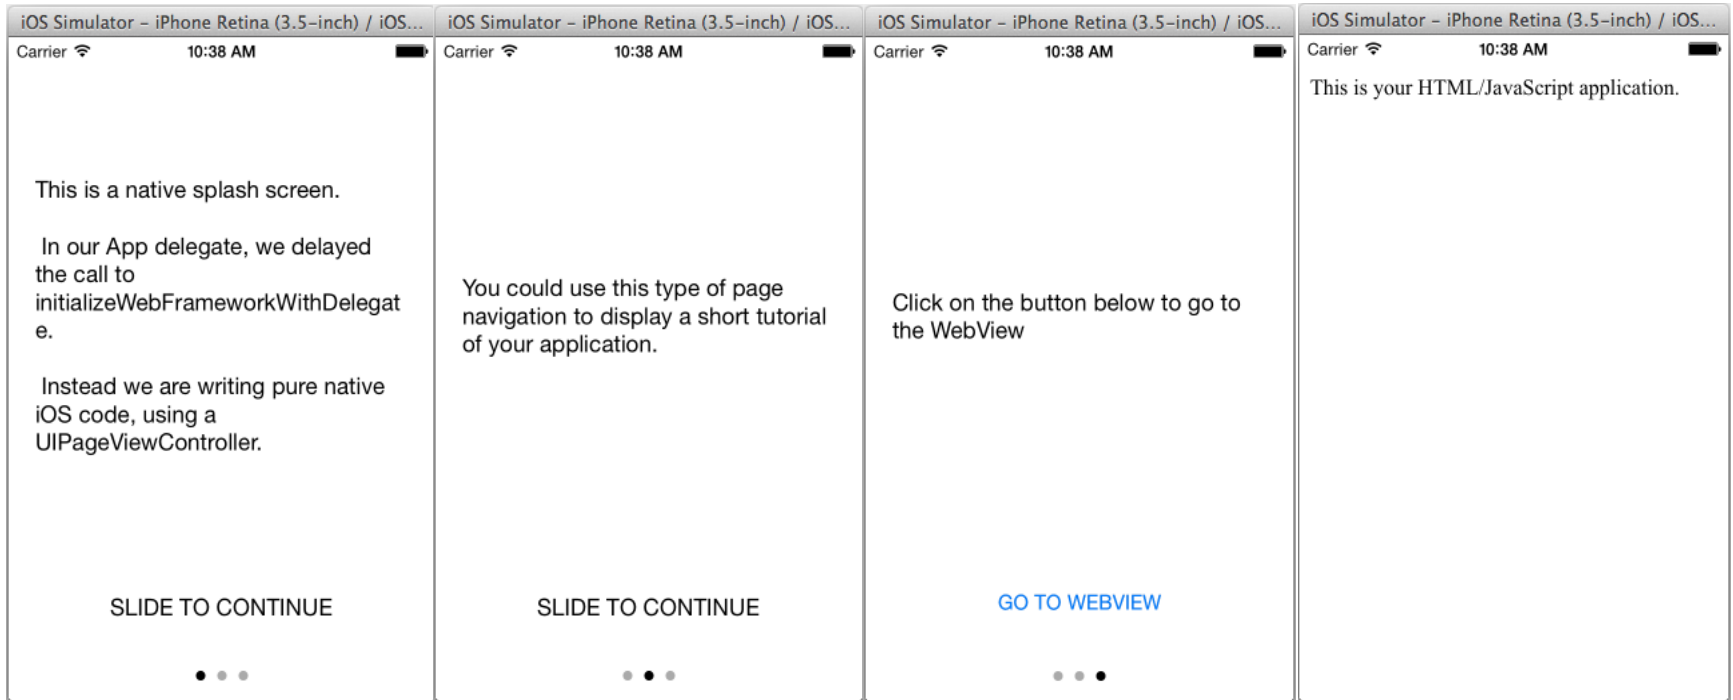 iOS Simulator – iPhone Retina (3.5–inch) / iOS...
Carrier 10:38 AM
This is a native splash screen.
In our App delegate, we delayed
the call to
initializeWebFrameworkWithDelegat
e.
Instead we are writing pure native
iOS code, using a
UIPageViewController.
SLIDE TO CONTINUE
iOS Simulator – iPhone Retina (3.5–inch) / iOS...
Carrier 10:38 AM
You could use this type of page
navigation to display a short tutorial
of your application.
SLIDE TO CONTINUE
iOS Simulator – iPhone Retina (3.5–inch) / iOS...
Carrier 10:38 AM
Click on the button below to go to
the WebView
GO TO WEBVIEW
iOS Simulator – iPhone Retina (3.5–inch) / iOS...
Carrier 10:38 AM
This is your HTML/JavaScript application.